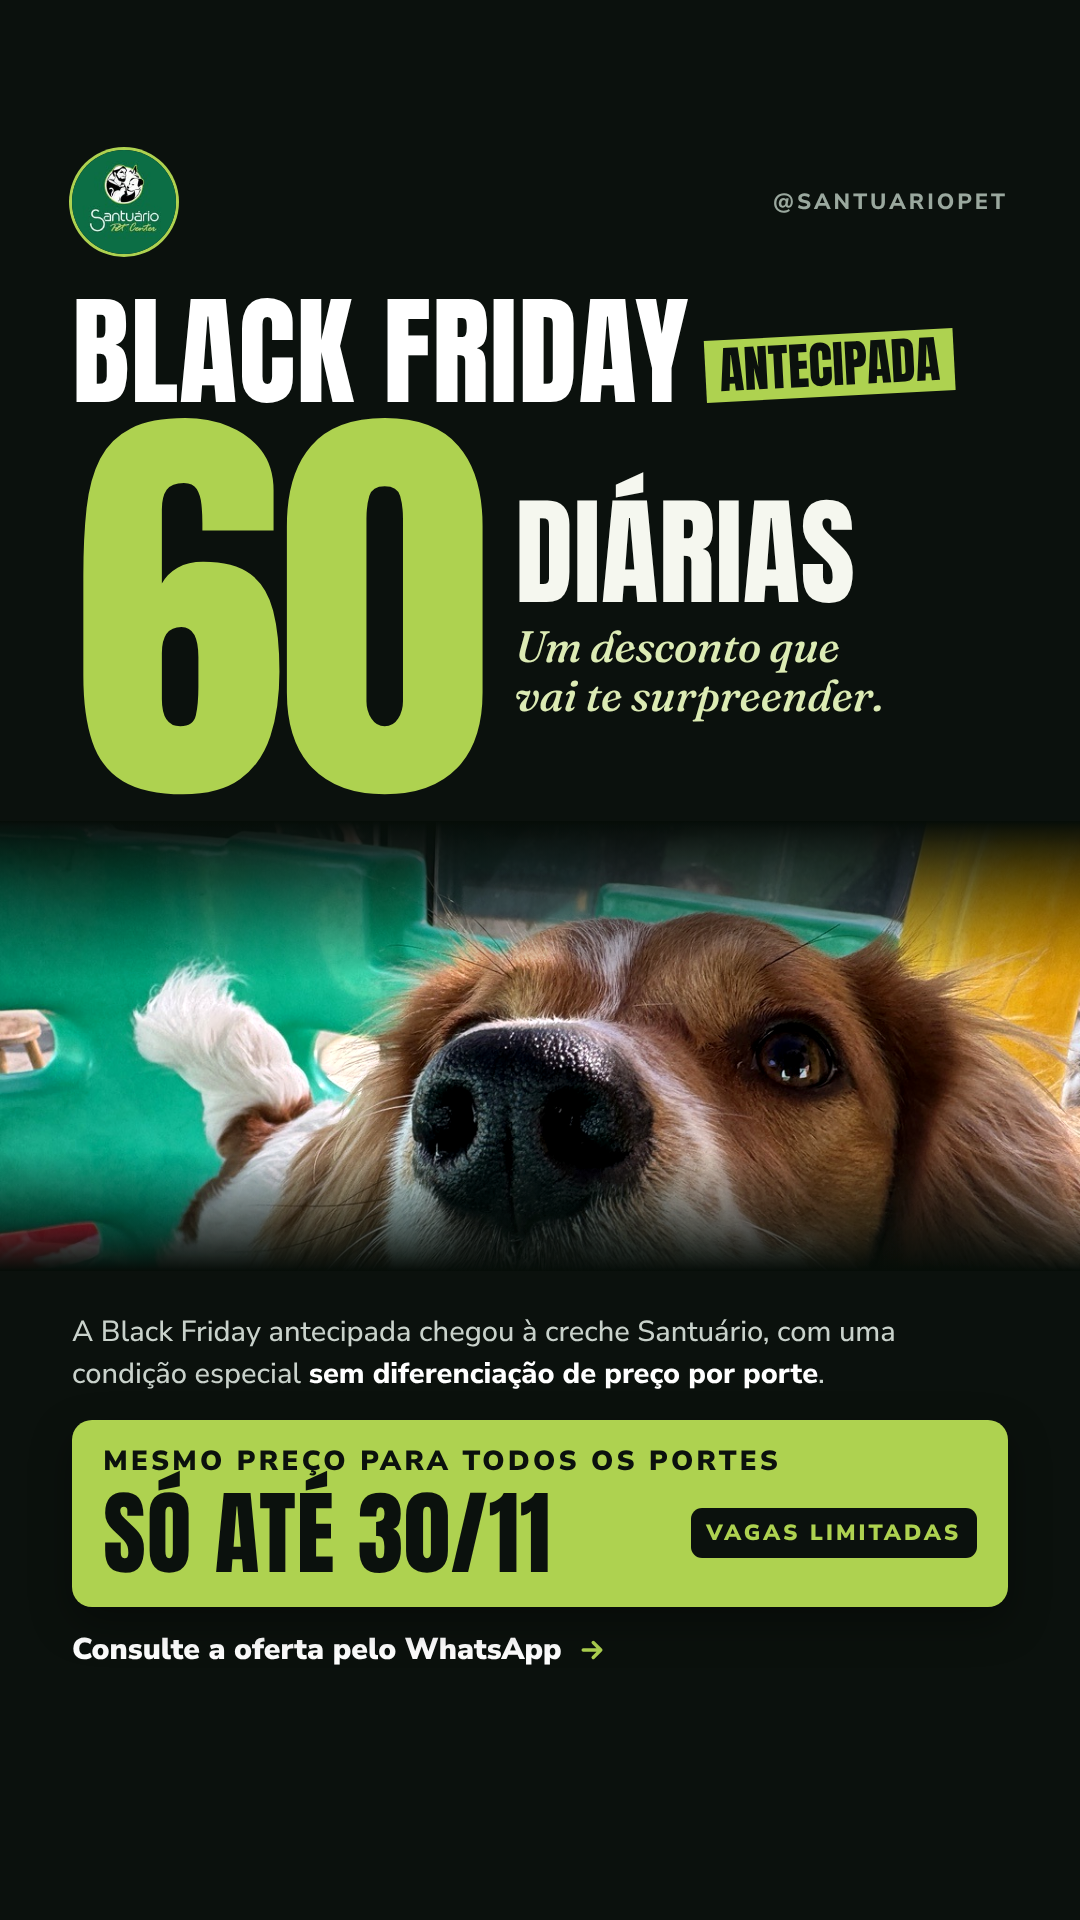 Santuário
Pet Center
@SANTUARIOPET
BLACK FRIDAY
ANTECIPADA
60
DIÁRIAS
Um desconto que
vai te surpreender.
A Black Friday antecipada chegou à creche Santuário, com uma
condição especial sem diferenciação de preço por porte.
MESMO PREÇO PARA TODOS OS PORTES
SÓ ATÉ 30/11
VAGAS LIMITADAS
Consulte a oferta pelo WhatsApp →